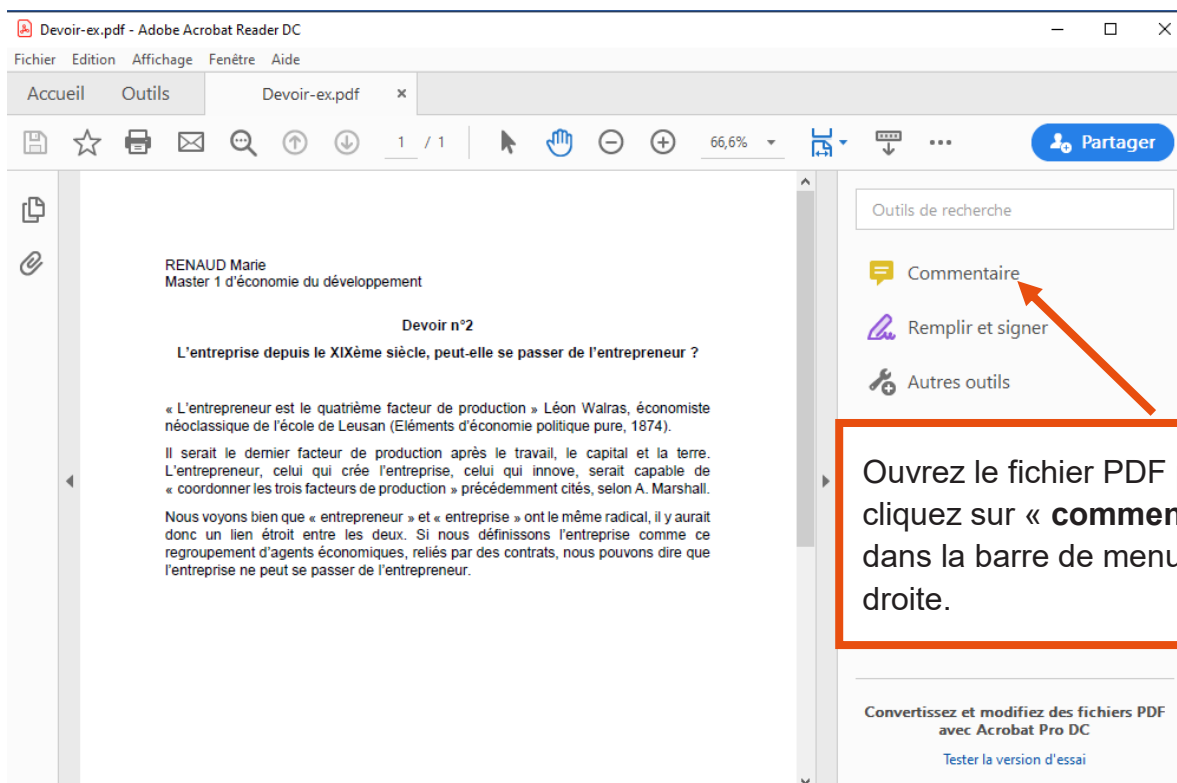 Devoir-ex.pdf - Adobe Acrobat Reader DC
Fichier Edition Affichage Fenêtre Aide
Accueil Outils Devoir-ex.pdf
1 / 1 66,6% Partager
Outils de recherche
Commentaire
Remplir et signer
Autres outils
RENAUD Marie
Master 1 d'économie du développement
Devoir n°2
L'entreprise depuis le XIXème siècle, peut-elle se passer de l'entrepreneur ?
« L'entrepreneur est le quatrième facteur de production » Léon Walras, économiste
néoclassique de l'école de Leusan (Eléments d'économie politique pure, 1874).
Il serait le dernier facteur de production après le travail, le capital et la terre.
L'entrepreneur, celui qui crée l'entreprise, celui qui innove, serait capable de
« coordonner les trois facteurs de production » précédemment cités, selon A. Marshall.
Nous voyons bien que « entrepreneur » et « entreprise » ont le même radical, il y aurait
donc un lien étroit entre les deux. Si nous définissons l'entreprise comme ce
regroupement d'agents économiques, reliés par des contrats, nous pouvons dire que
l'entreprise ne peut se passer de l'entrepreneur.
Ouvrez le fichier PDF
cliquez sur « commen
dans la barre de menu
droite.
Convertissez et modifiez des fichiers PDF
avec Acrobat Pro DC
Tester la version d'essai